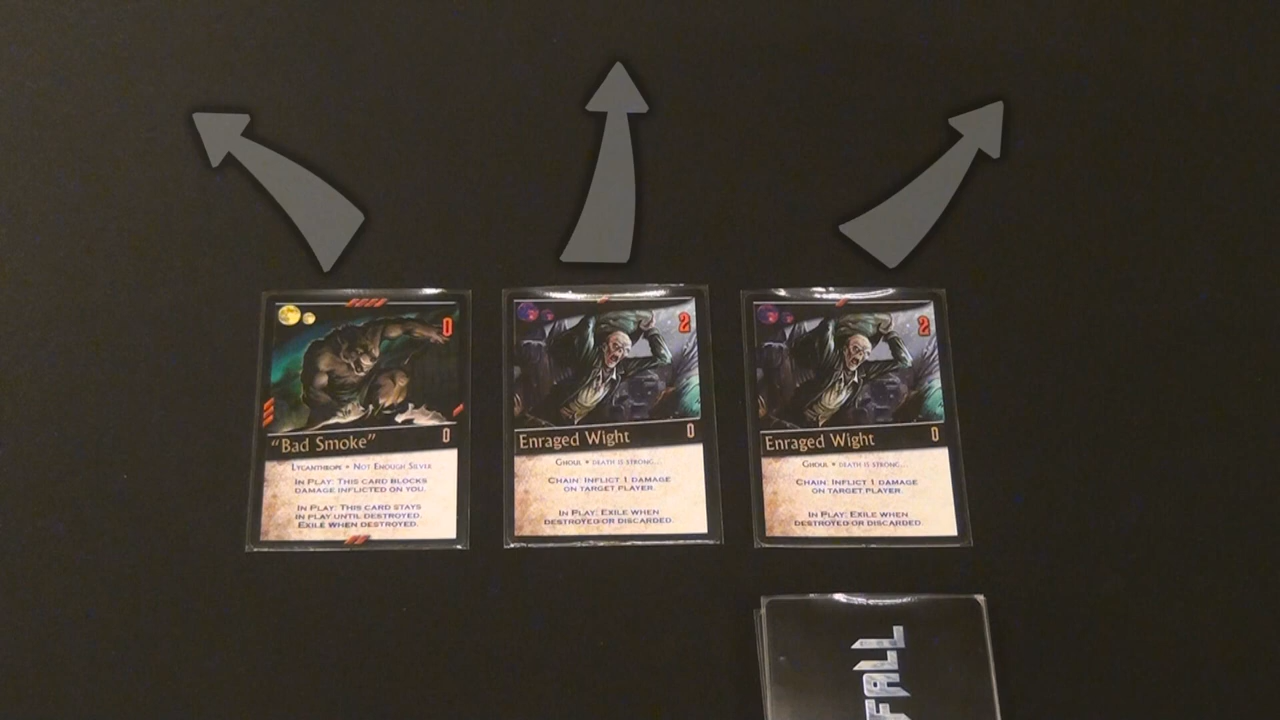 0
"Bad Smoke" 0
Lycanthrope • Not Enough Silver
In Play: This card blocks
damage inflicted on you.
In Play: This card stays
in play until destroyed.
Exile when destroyed.
2
Enraged Wight 0
Ghoul • death is strong...
Chain: Inflict 1 damage
on target player.
In Play: Exile when
destroyed or discarded.
2
Enraged Wight 0
Ghoul • death is strong...
Chain: Inflict 1 damage
on target player.
In Play: Exile when
destroyed or discarded.
FALL